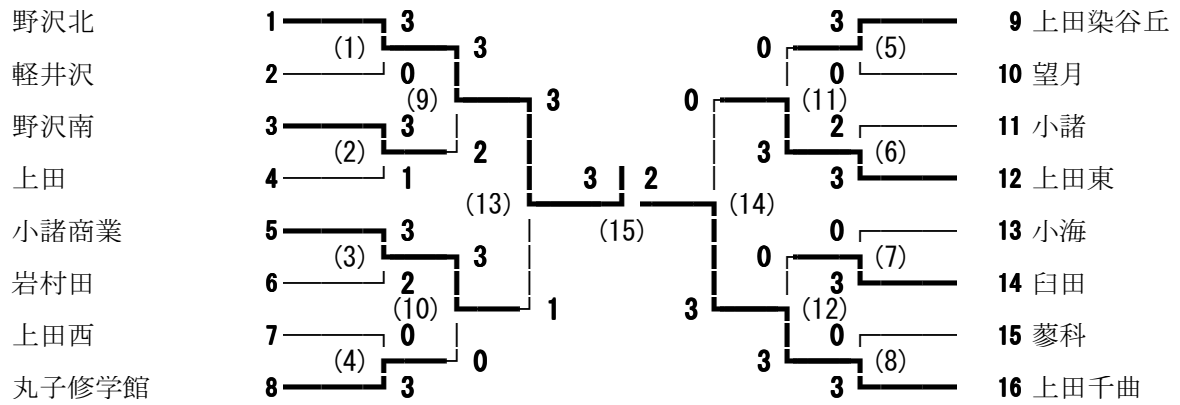 野沢北 1 3 3 9 上田染谷丘
(1) 3 0 (5)
軽井沢 2 0 0 10 望月
(9) 3 0 (11)
野沢南 3 3 2 11 小諸
(2) 2 3 (6)
上田 4 1 3 2 3 12 上田東
(13) (14)
小諸商業 5 3 (15) 0 13 小海
(3) 3 0 (7)
岩村田 6 2 3 14 臼田
(10) 1 3 (12)
上田西 7 0 0 15 蓼科
(4) 0 3 (8)
丸子修学館 8 3 3 16 上田千曲